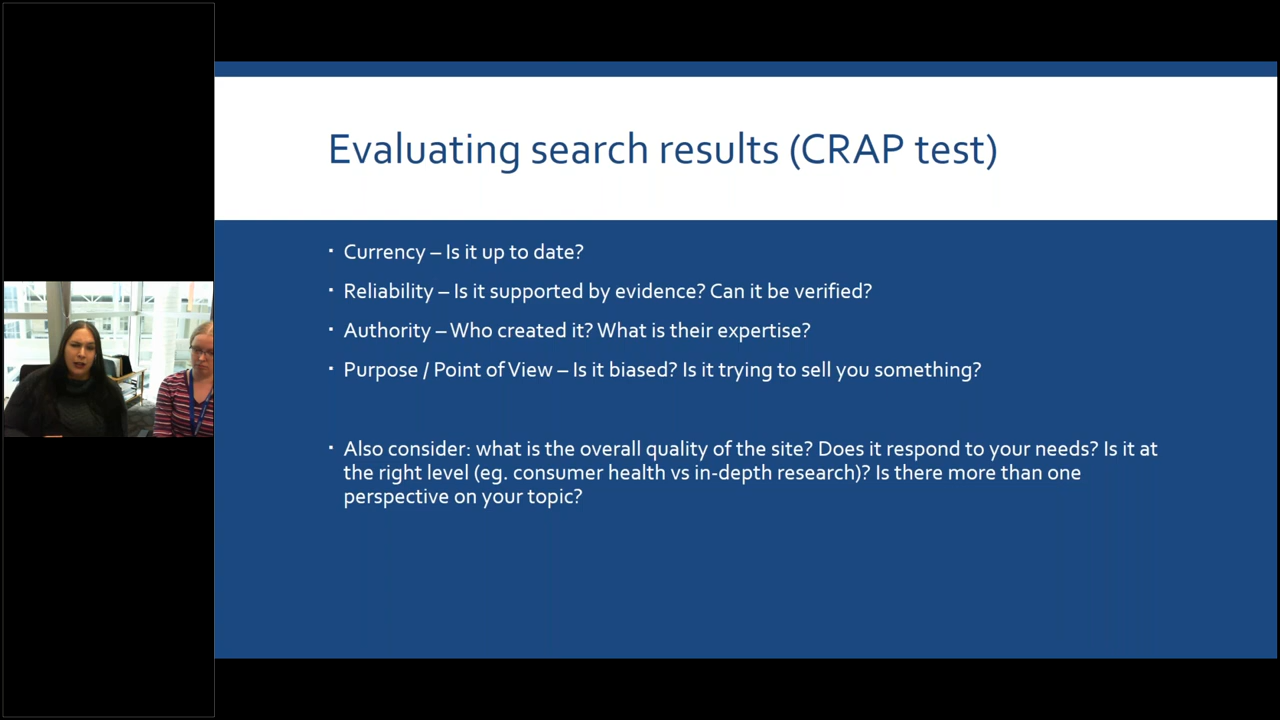 Evaluating search results (CRAP test)
▪ Currency – Is it up to date?
▪ Reliability – Is it supported by evidence? Can it be verified?
▪ Authority – Who created it? What is their expertise?
▪ Purpose / Point of View – Is it biased? Is it trying to sell you something?
▪ Also consider: what is the overall quality of the site? Does it respond to your needs? Is it at
the right level (eg. consumer health vs in-depth research)? Is there more than one
perspective on your topic?